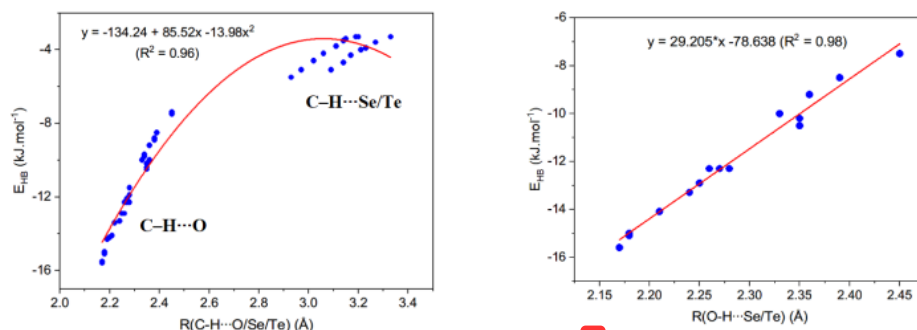 y = -134.24 + 85.52x -13.98x²
(R² = 0.96)
C–H···Se/Te
C–H···O
E_HB (kJ.mol⁻¹)
-4
-8
-12
-16
2.0 2.2 2.4 2.6 2.8 3.0 3.2 3.4
R(C-H···O/Se/Te) (Å)
y = 29.205*x -78.638 (R² = 0.98)
E_HB (kJ.mol⁻¹)
-6
-8
-10
-12
-14
-16
2.15 2.20 2.25 2.30 2.35 2.40 2.45
R(O-H···Se/Te) (Å)